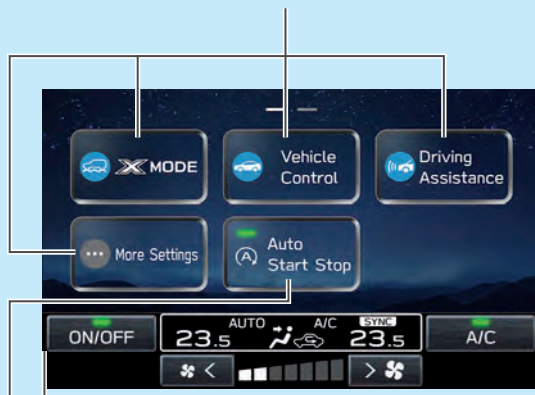 X MODE
Vehicle
Control
Driving
Assistance
More Settings
A
Auto
Start Stop
ON/OFF
AUTO
A/C
SYNC
23.5
23.5
A/C
<
>